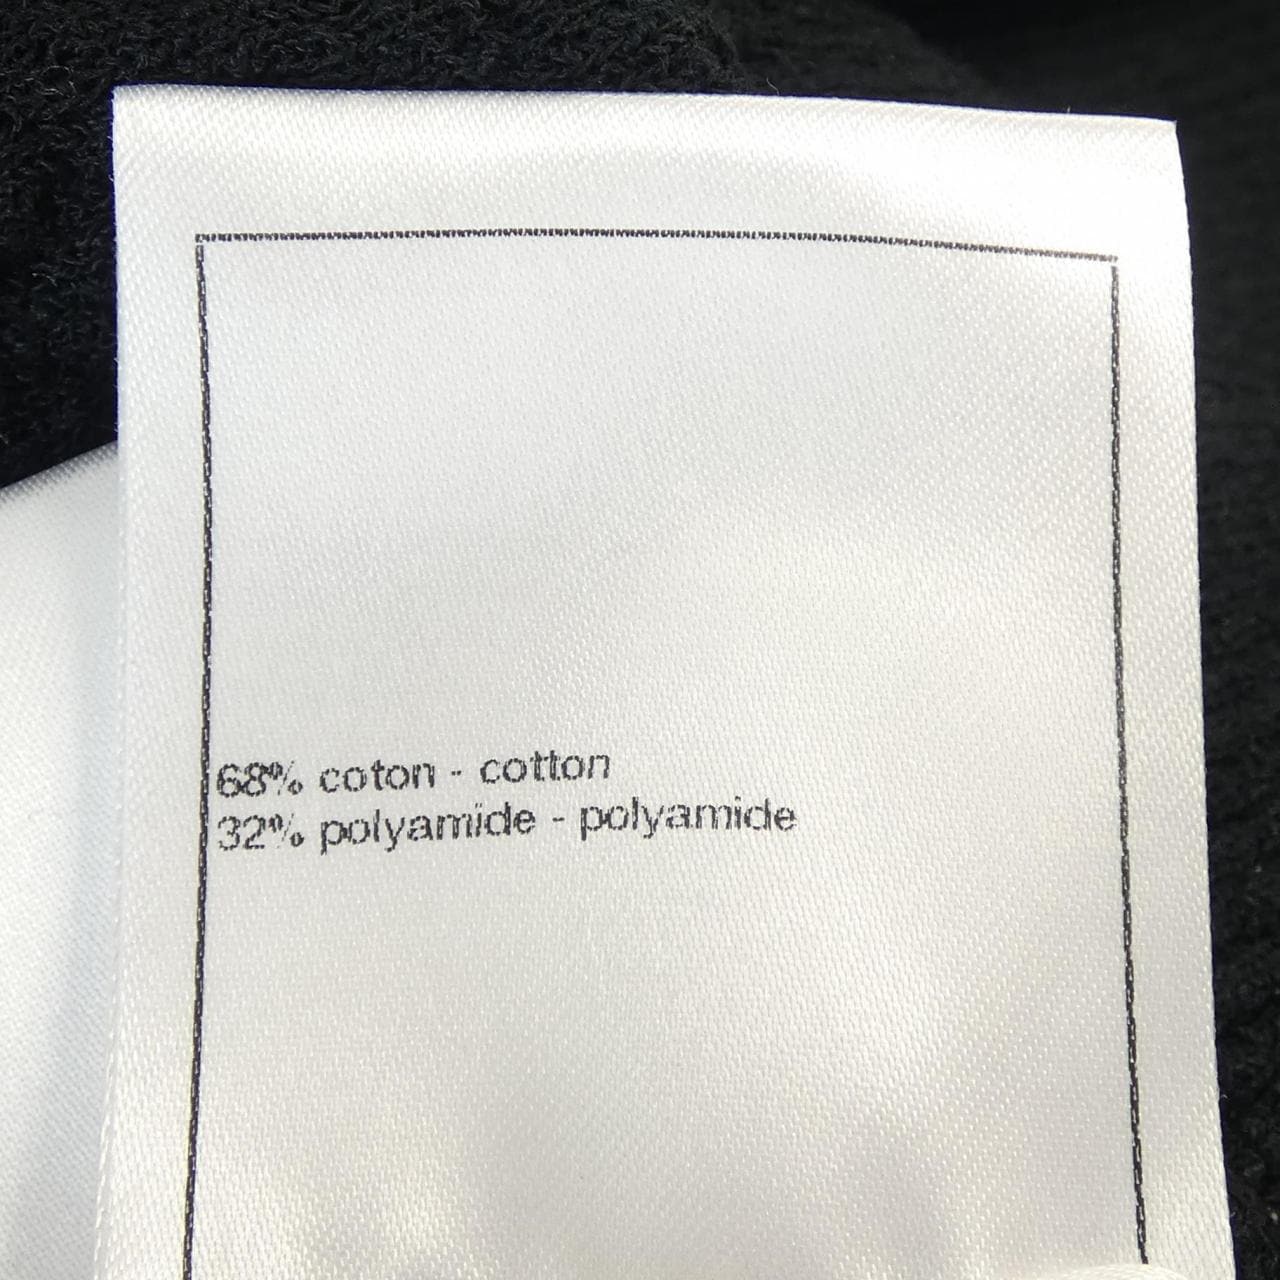 68% coton - cotton
32% polyamide - polyamide